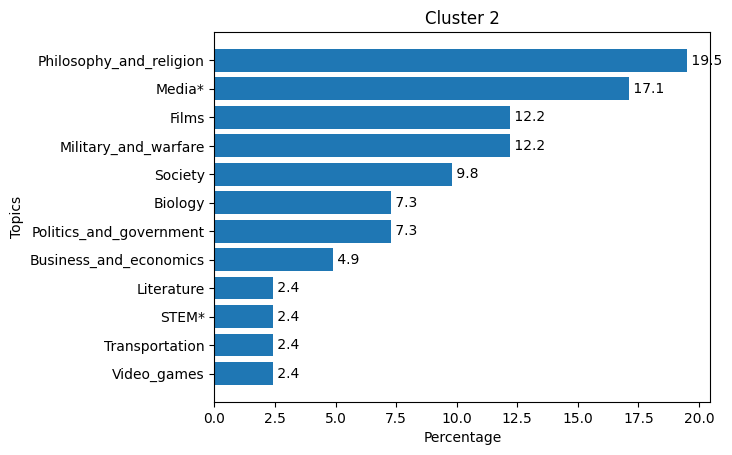 Cluster 2
Topics
Philosophy_and_religion 19.5
Media* 17.1
Films 12.2
Military_and_warfare 12.2
Society 9.8
Biology 7.3
Politics_and_government 7.3
Business_and_economics 4.9
Literature 2.4
STEM* 2.4
Transportation 2.4
Video_games 2.4
0.0 2.5 5.0 7.5 10.0 12.5 15.0 17.5 20.0
Percentage